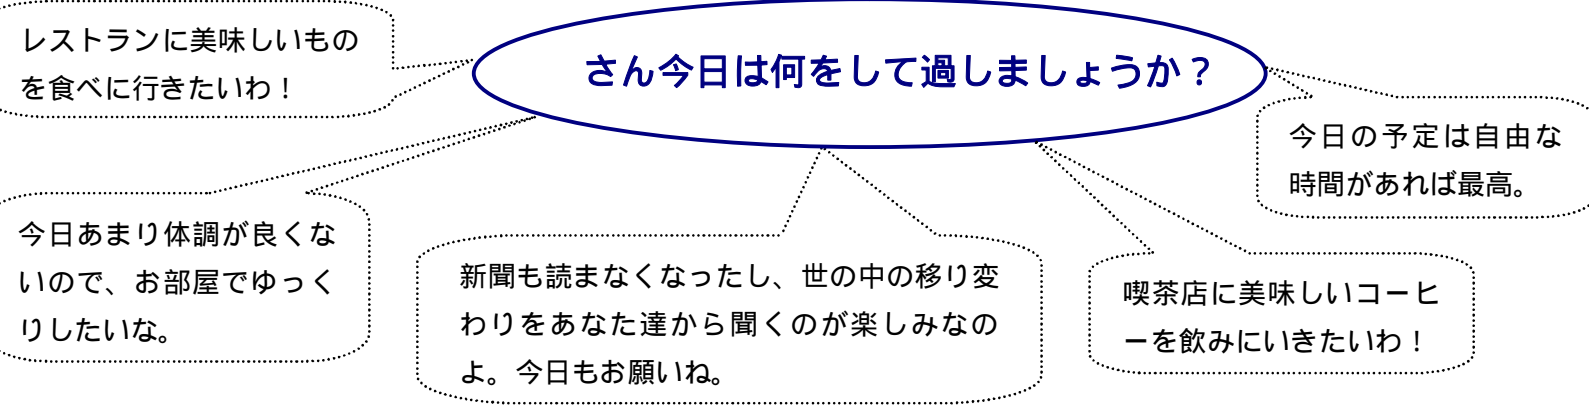 さん今日は何をして過しましょうか？
レストランに美味しいもの
を食べに行きたいわ！
今日の予定は自由な
時間があれば最高。
今日あまり体調が良くな
いので、お部屋でゆっく
りしたいな。
新聞も読まなくなったし、世の中の移り変
わりをあなた達から聞くのが楽しみなの
よ。今日もお願いね。
喫茶店に美味しいコーヒ
ーを飲みにいきたいわ！